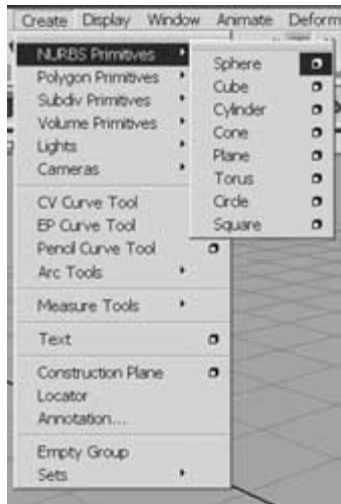 Create Display Window Animate Deform
NURBS Primitives
Polygon Primitives
Subdiv Primitives
Volume Primitives
Lights
Cameras
CV Curve Tool
EP Curve Tool
Pencil Curve Tool
Arc Tools
Measure Tools
Text
Construction Plane
Locator
Annotation...
Empty Group
Sets
Sphere
Cube
Cylinder
Cone
Plane
Torus
Circle
Square